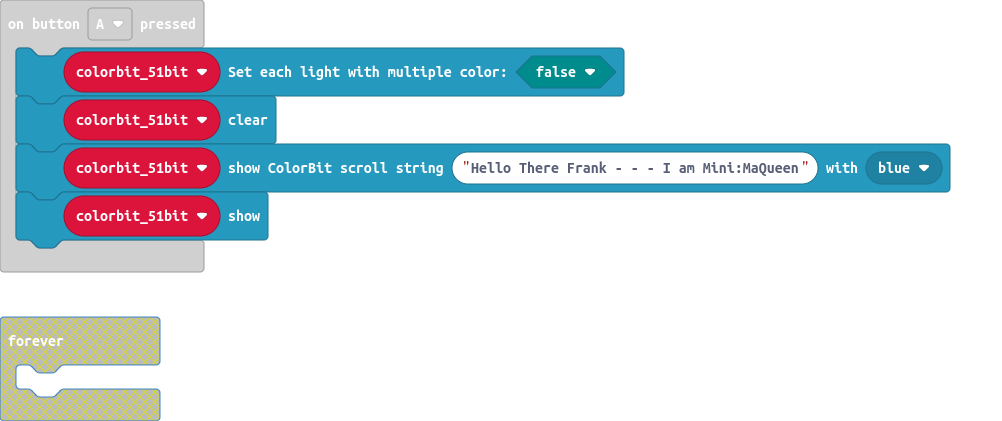 on button A pressed
colorbit_51bit Set each light with multiple color: false
colorbit_51bit clear
colorbit_51bit show ColorBit scroll string "Hello There Frank - - - I am Mini:MaQueen" with blue
colorbit_51bit show
forever